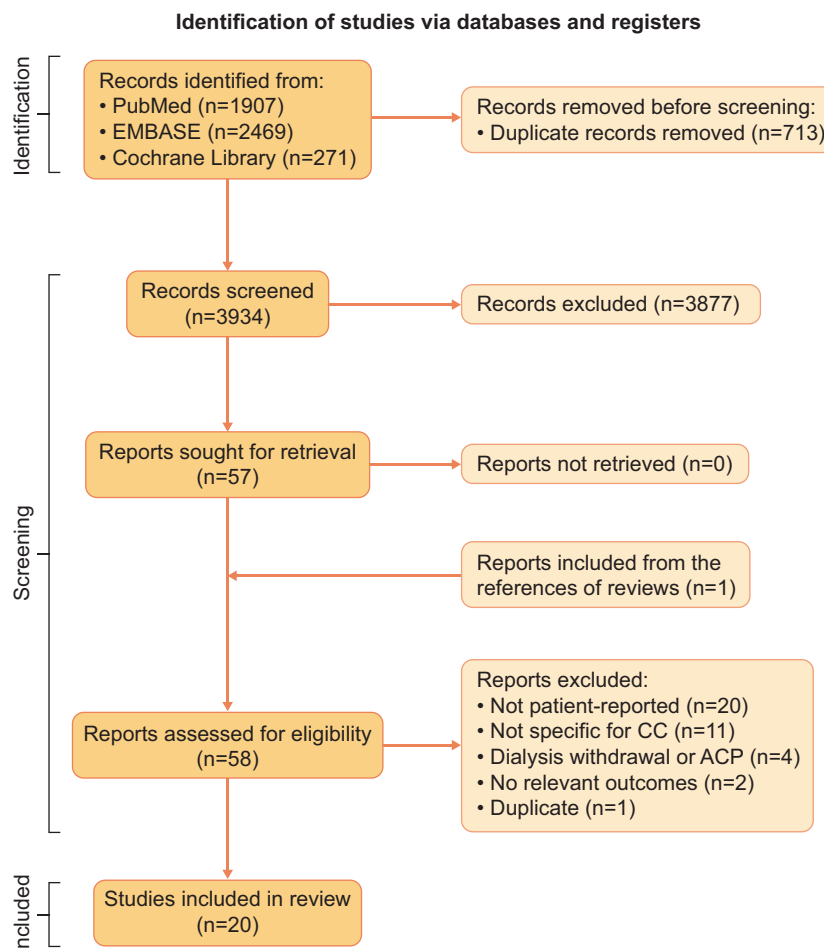 Identification of studies via databases and registers
Identification
Records identified from:
• PubMed (n=1907)
• EMBASE (n=2469)
• Cochrane Library (n=271)
Records removed before screening:
• Duplicate records removed (n=713)
Screening
Records screened
(n=3934)
Records excluded (n=3877)
Reports sought for retrieval
(n=57)
Reports not retrieved (n=0)
Reports included from the
references of reviews (n=1)
Reports assessed for eligibility
(n=58)
Reports excluded:
• Not patient-reported (n=20)
• Not specific for CC (n=11)
• Dialysis withdrawal or ACP (n=4)
• No relevant outcomes (n=2)
• Duplicate (n=1)
ncluded
Studies included in review
(n=20)